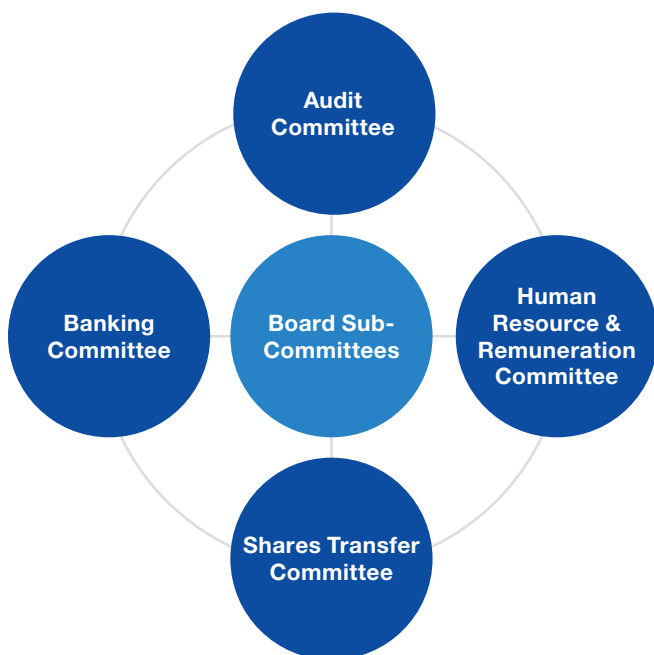 Audit
Committee
Banking
Committee
Board Sub-
Committees
Human
Resource &
Remuneration
Committee
Shares Transfer
Committee